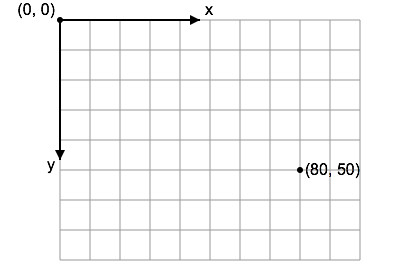 (0, 0)
x
y
(80, 50)